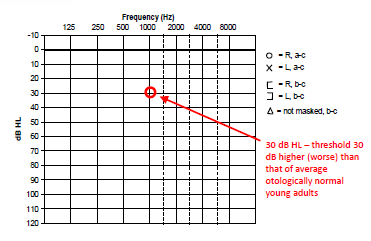 Frequency (Hz)
125 250 500 1000 2000 4000 8000
-10
0
10
20
30
40
50
60
70
80
90
100
110
120
dB HL
O - R, a-c
X - L, a-c
[ - R, b-c
] - L, b-c
Δ - not masked, b-c
30 dB HL – threshold 30
dB higher (worse) than
that of average
otologically normal
young adults